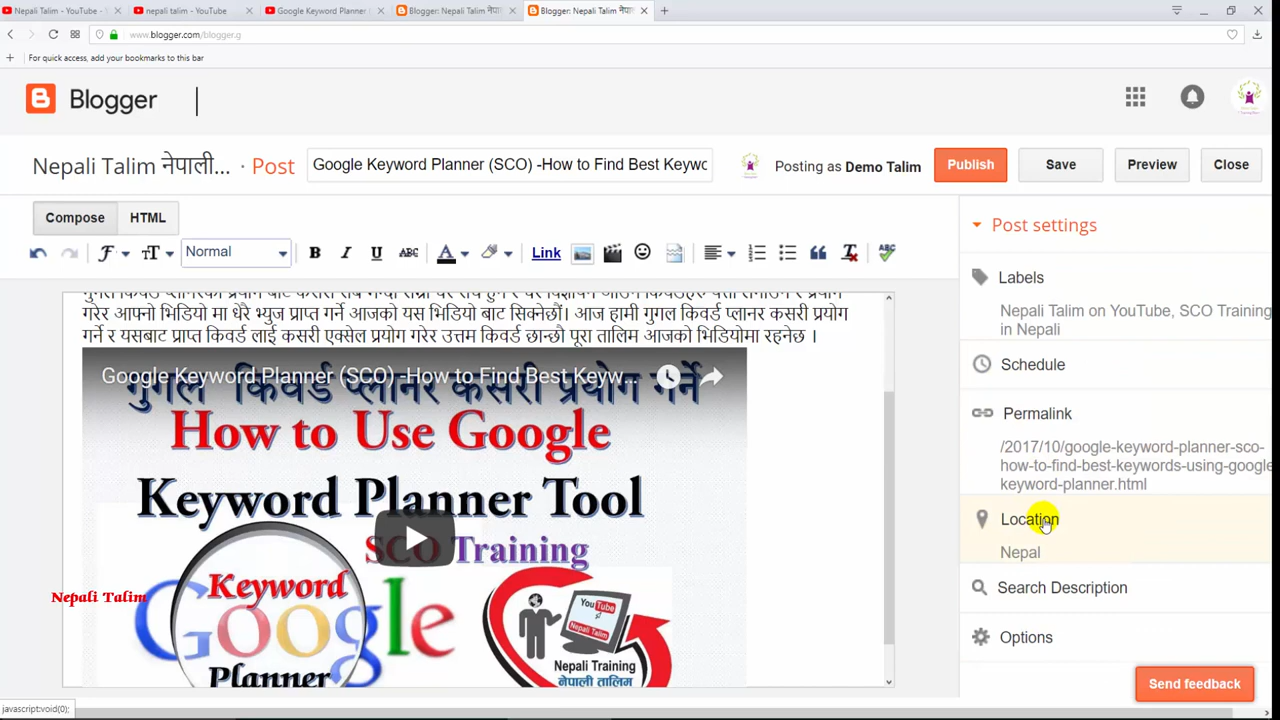 Nepali Talim - YouTube -
nepali talim - YouTube
Google Keyword Planner
Blogger: Nepali Talim नेपा
Blogger: Nepali Talim नेपा
www.blogger.com/blogger.g
For quick access, add your bookmarks to this bar
Blogger
Nepali Talim नेपाली... · Post
Google Keyword Planner (SCO) -How to Find Best Keywo
Posting as Demo Talim
Publish
Save
Preview
Close
Compose
HTML
Normal
B I U ABC A Link
ABC
Post settings
गरेर आफ्नो भिडियो मा धेरै भ्युज प्राप्त गर्ने आजको यस भिडियो बाट सिक्नेछौं। आज हामी गुगल किवर्ड प्लानर कसरी प्रयोग
गर्ने र यसबाट प्राप्त किवर्ड लाई कसरी एक्सेल प्रयोग गरेर उत्तम किवर्ड छान्छौ पूरा तालिम आजको भिडियोमा रहनेछ ।
Google Keyword Planner (SCO) -How to Find Best Keyw...
गुगल किवर्ड प्लानर कसरी प्रयोग गर्ने
How to Use Google
Keyword Planner Tool
SCO Training
Keyword
Google
Planner
YouTube
Nepali Talim
Nepali Training
नेपाली तालिम
Nepali Talim
Labels
Nepali Talim on YouTube, SCO Training
in Nepali
Schedule
Permalink
/2017/10/google-keyword-planner-sco-
how-to-find-best-keywords-using-google
keyword-planner.html
Location
Nepal
Search Description
Options
Send feedback
javascript:void(0);